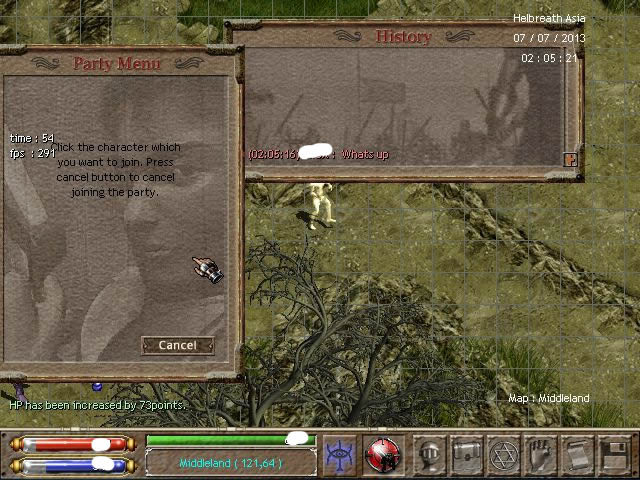 Helbreath Asia
07 / 07 / 2013
02 : 05 : 21
History
Party Menu
time : 54
fps : 291
Click the character which
you want to join. Press
cancel button to cancel
joining the party.
(02:05:16) : Whats up
Cancel
HP has been increased by 73points.
Map : Middleland
Middleland ( 121,64 )